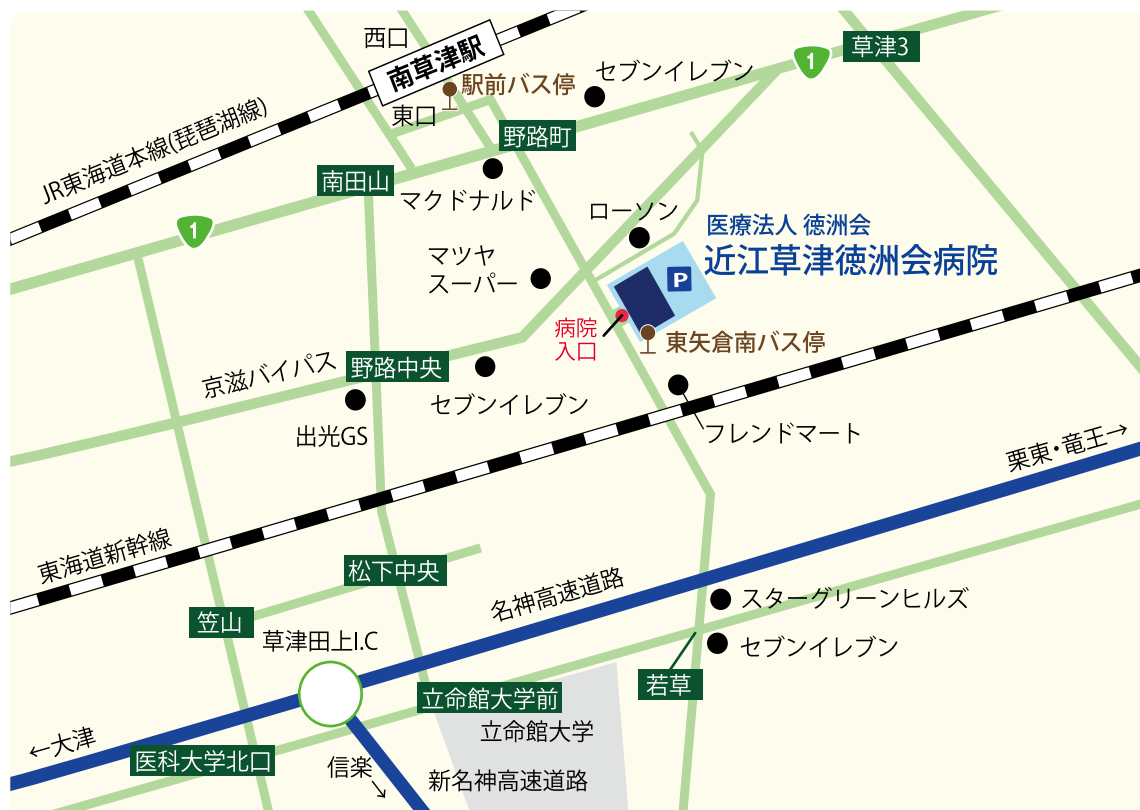 西口
南草津駅
駅前バス停
東口
セブンイレブン
1
草津3
JR東海道本線(琵琶湖線)
野路町
南田山
マクドナルド
1
ローソン
医療法人 徳洲会
近江草津徳洲会病院
P
マツヤ
スーパー
病院
入口
東矢倉南バス停
京滋バイパス
野路中央
セブンイレブン
出光GS
フレンドマート
栗東・竜王→
東海道新幹線
松下中央
名神高速道路
スターグリーンヒルズ
笠山
草津田上I.C
セブンイレブン
若草
立命館大学前
立命館大学
←大津
医科大学北口
信楽
↓
新名神高速道路